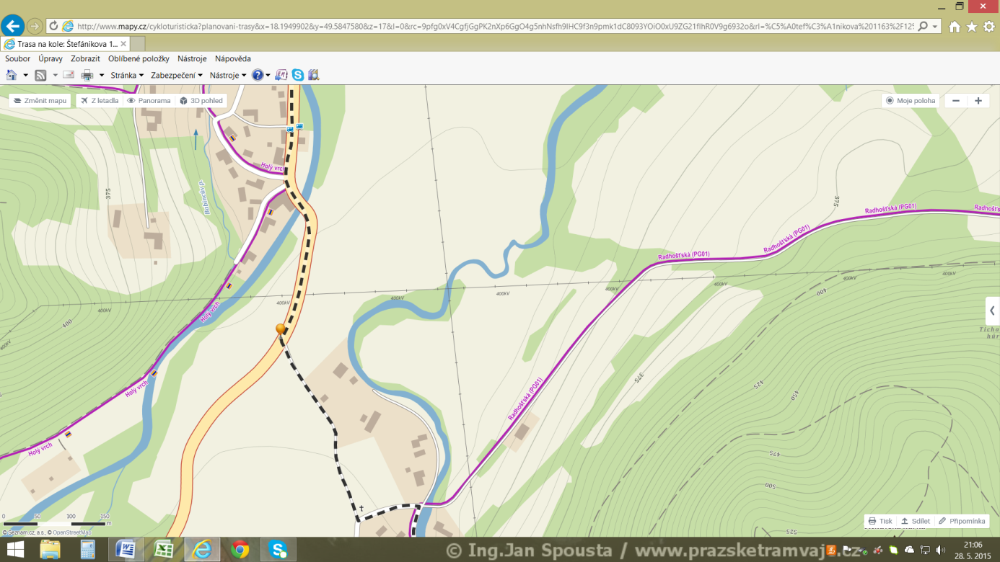 http://www.mapy.cz/cykloturisticka?planovani-trasy&x=18.1949902&y=49.5847580&z=17&l=0&rc=9pfg0xV4CgfjGgPK2nXp6GgO4g5nhNsfh9IHC9f3n9pmk1dC8093YOiO0xU9ZG21flhR0V9g6932o&rl=%C5%A0tef%C3%A1nikova%201163%2F12
Trasa na kole: Štefánikova 1...
Soubor Úpravy Zobrazit Oblíbené položky Nástroje Nápověda
Stránka Zabezpečení Nástroje
Změnit mapu Z letadla Panorama 3D pohled Moje poloha
Holý vrch
375
375
Radhošťská (PG01)
Radhošťská (PG01)
Radhošťská (PG01)
400kV
400kV
400kV
400kV
400kV
400kV
400kV
400kV
400kV
400
400
Holý vrch
Ticha
hůr
375
425
450
Holý vrch
Radhošťská (PG01)
Holý vrch
475
500
525
0 50 100 150
m
© Seznam.cz, a.s., © OpenStreetMap
Tisk Sdílet Připomínka
© Ing.Jan Spousta / www.prazsketramvaje.cz
21:06
28. 5. 2015